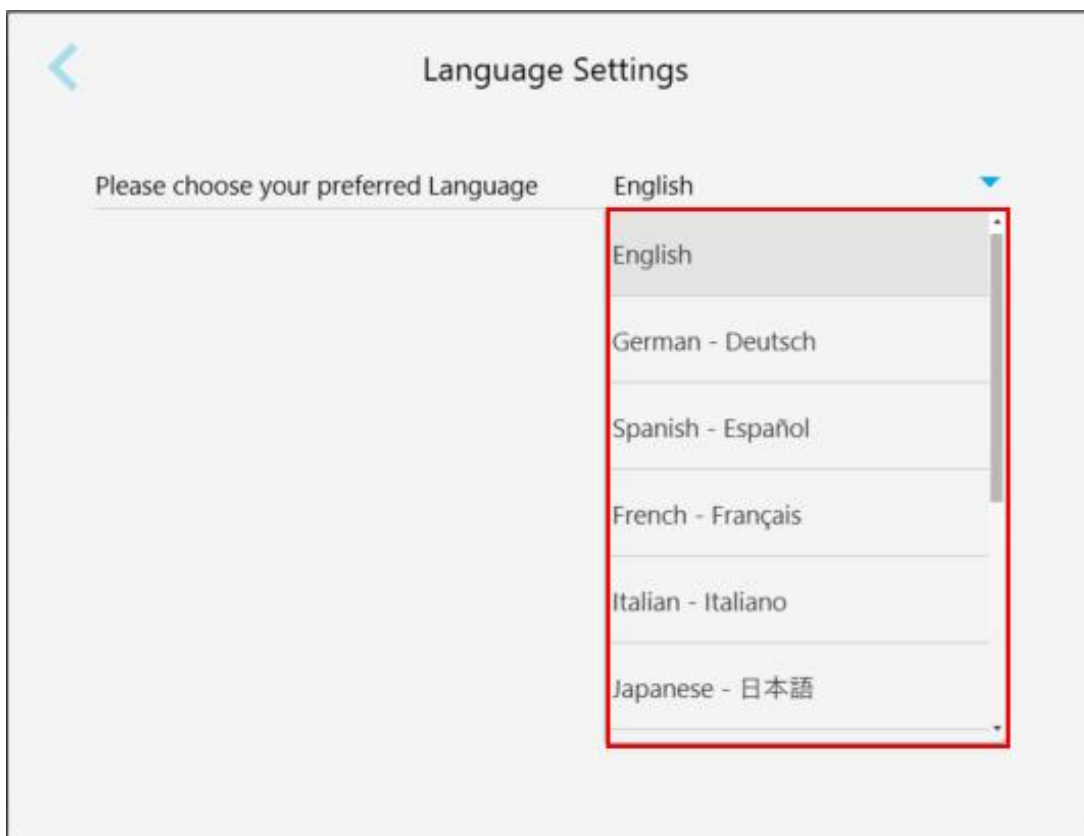 Language Settings
Please choose your preferred Language English
English
German - Deutsch
Spanish - Español
French - Français
Italian - Italiano
Japanese - 日本語